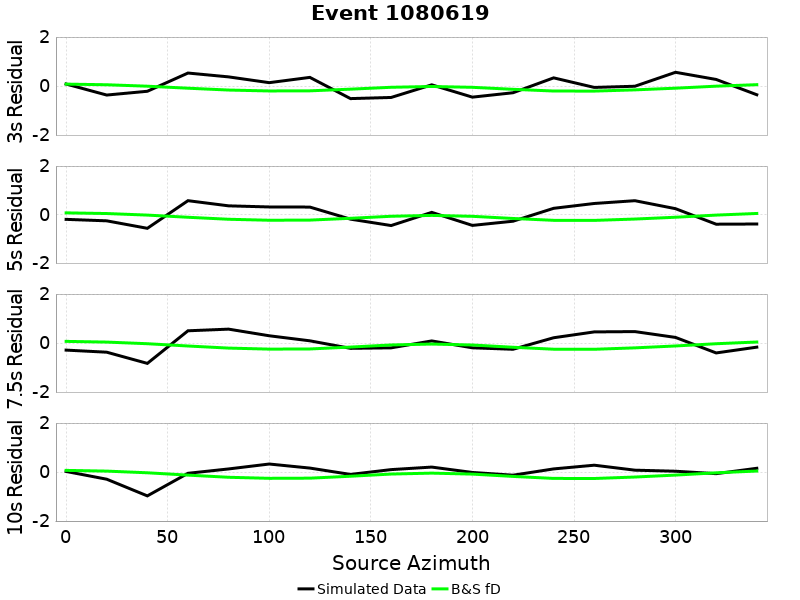 Event 1080619
3s Residual
2
0
-2
5s Residual
2
0
-2
7.5s Residual
2
0
-2
10s Residual
2
0
-2
0 50 100 150 200 250 300
Source Azimuth
Simulated Data B&S fD